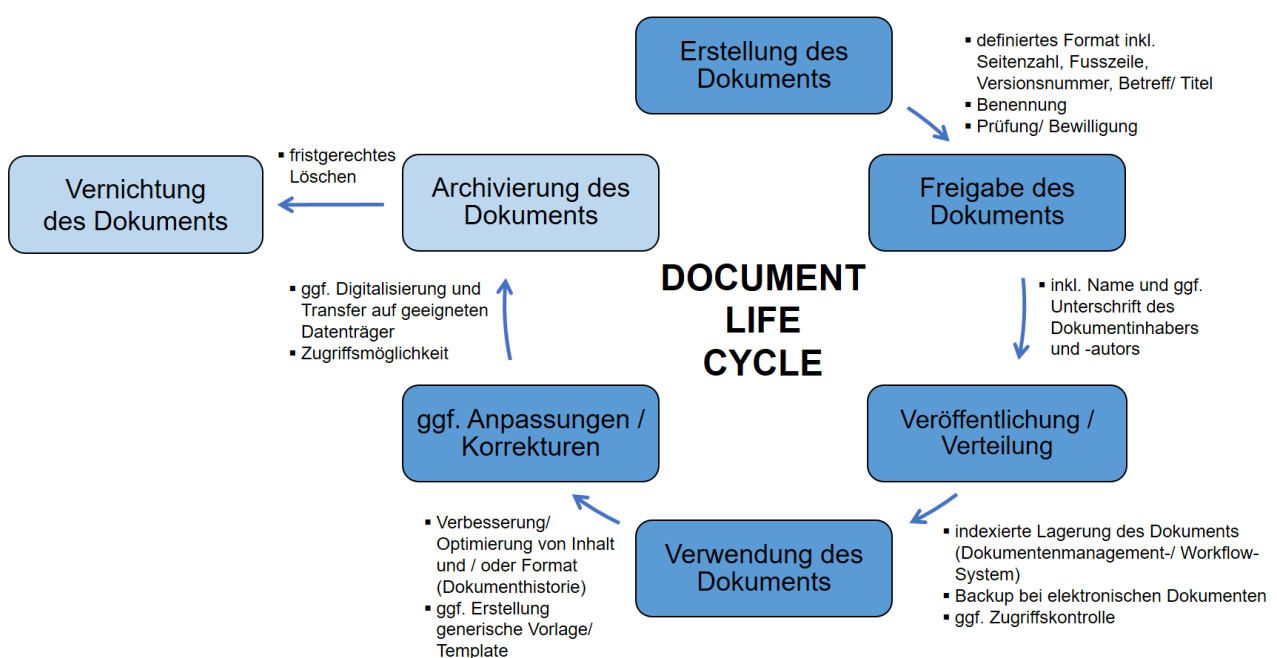 Erstellung des
Dokuments
▪ definiertes Format inkl.
Seitenzahl, Fusszeile,
Versionsnummer, Betreff/ Titel
▪ Benennung
▪ Prüfung/ Bewilligung
Freigabe des
Dokuments
▪ inkl. Name und ggf.
Unterschrift des
Dokumentinhabers
und -autors
Veröffentlichung /
Verteilung
▪ indexierte Lagerung des Dokuments
(Dokumentenmanagement-/ Workflow-
System)
▪ Backup bei elektronischen Dokumenten
▪ ggf. Zugriffskontrolle
Verwendung des
Dokuments
▪ Verbesserung/
Optimierung von Inhalt
und / oder Format
(Dokumenthistorie)
▪ ggf. Erstellung
generische Vorlage/
Template
ggf. Anpassungen /
Korrekturen
▪ ggf. Digitalisierung und
Transfer auf geeigneten
Datenträger
▪ Zugriffsmöglichkeit
Archivierung des
Dokuments
▪ fristgerechtes
Löschen
Vernichtung
des Dokuments
DOCUMENT
LIFE
CYCLE